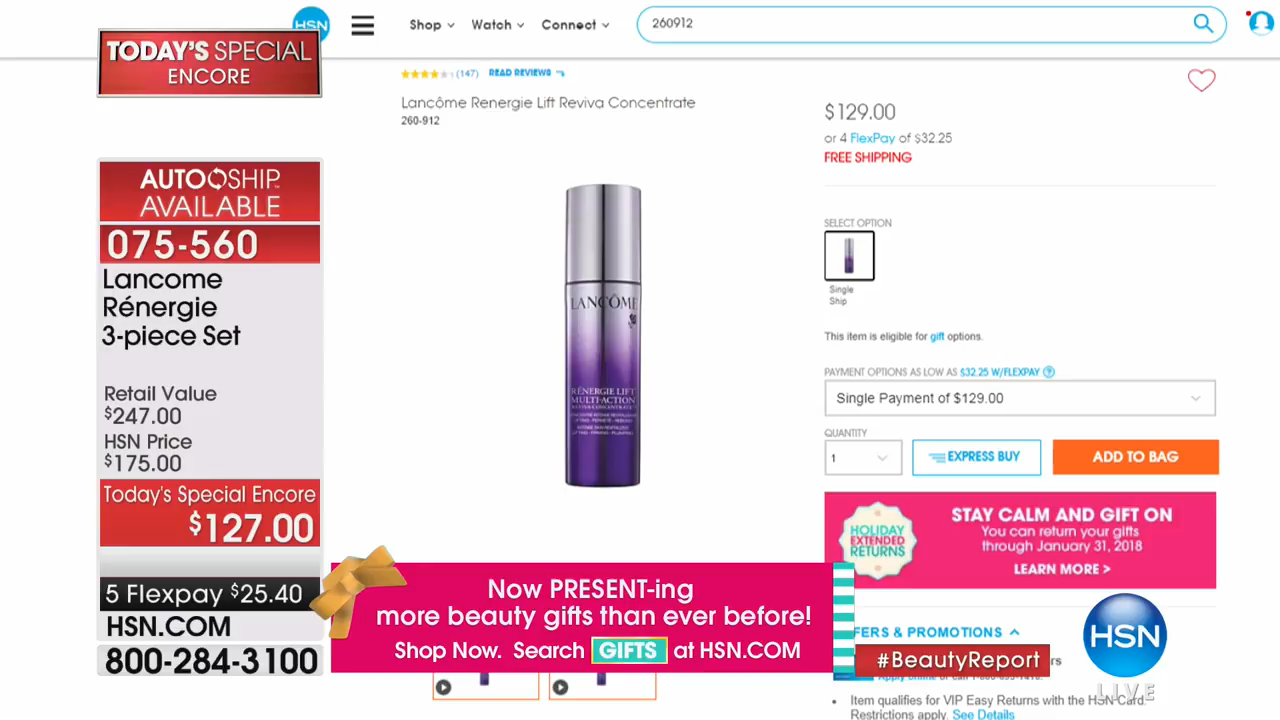 HSN
Shop
Watch
Connect
260912
TODAY'S SPECIAL
ENCORE
(147) READ REVIEWS
Lancôme Renergie Lift Reviva Concentrate
260-912
$129.00
or 4 FlexPay of $32.25
FREE SHIPPING
AUTOSHIP
AVAILABLE
075-560
Lancome
Rénergie
3-piece Set
Retail Value
$247.00
HSN Price
$175.00
Today's Special Encore
$127.00
5 Flexpay $25.40
HSN.COM
800-284-3100
LANCÔME
RÉNERGIE LIFT
MULTI-ACTION
REVIVA CONCENTRATE
SELECT OPTION
Single
Ship
This item is eligible for gift options.
PAYMENT OPTIONS AS LOW AS $32.25 W/FLEXPAY ?
Single Payment of $129.00
QUANTITY
1
EXPRESS BUY
ADD TO BAG
HOLIDAY
EXTENDED
RETURNS
STAY CALM AND GIFT ON
You can return your gifts
through January 31, 2018
LEARN MORE >
Now PRESENT-ing
more beauty gifts than ever before!
Shop Now. Search GIFTS at HSN.COM
FERS & PROMOTIONS
#BeautyReport
HSN
LIVE
Item qualifies for VIP Easy Returns with the HSN Card.
Restrictions apply. See Details